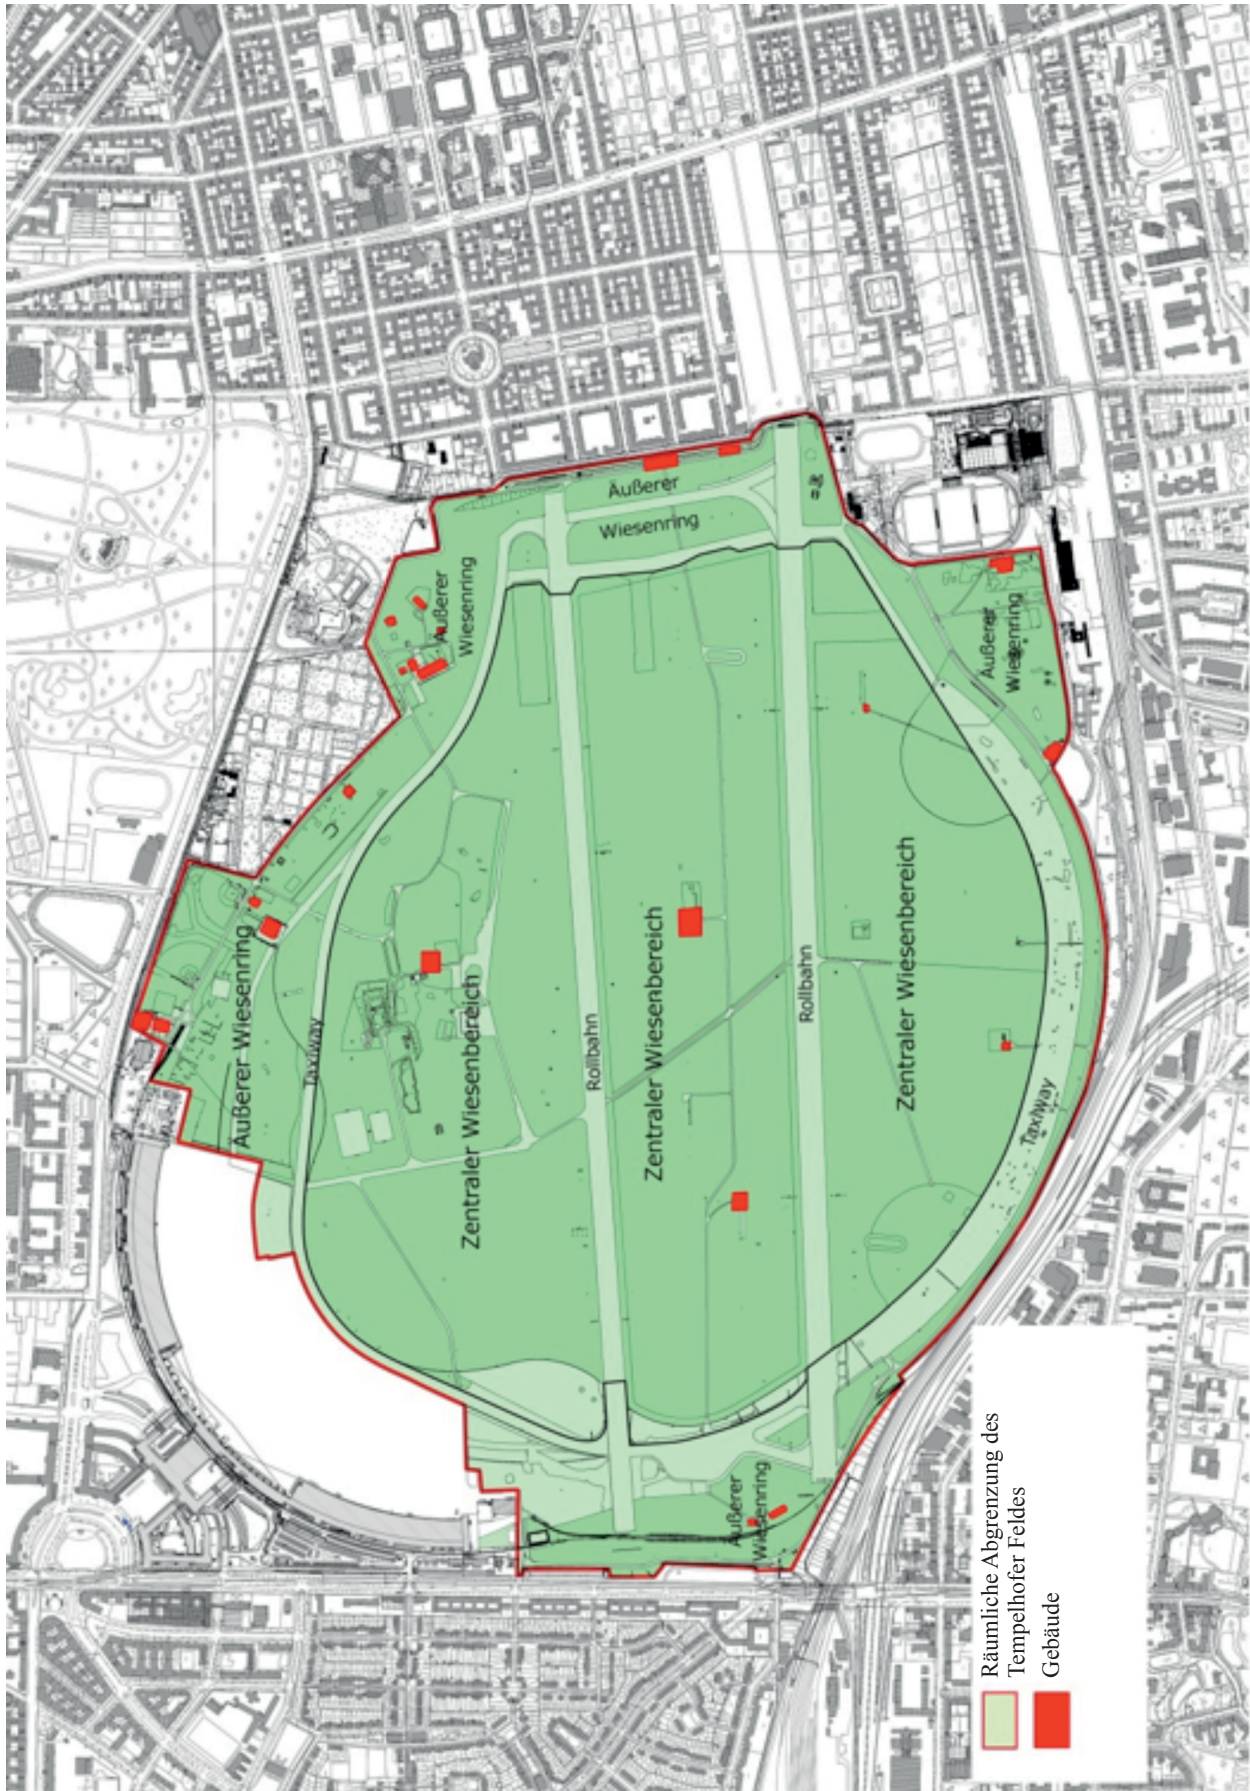 Äußerer
Wiesenring
Äußerer
Wiesenring
Äußerer
Wiesenring
Äußerer Wiesenring
Taxiway
Zentraler Wiesenbereich
Rollbahn
Zentraler Wiesenbereich
Rollbahn
Zentraler Wiesenbereich
Taxiway
Äußerer
Wiesenring
Räumliche Abgrenzung des
Tempelhofer Feldes
Gebäude